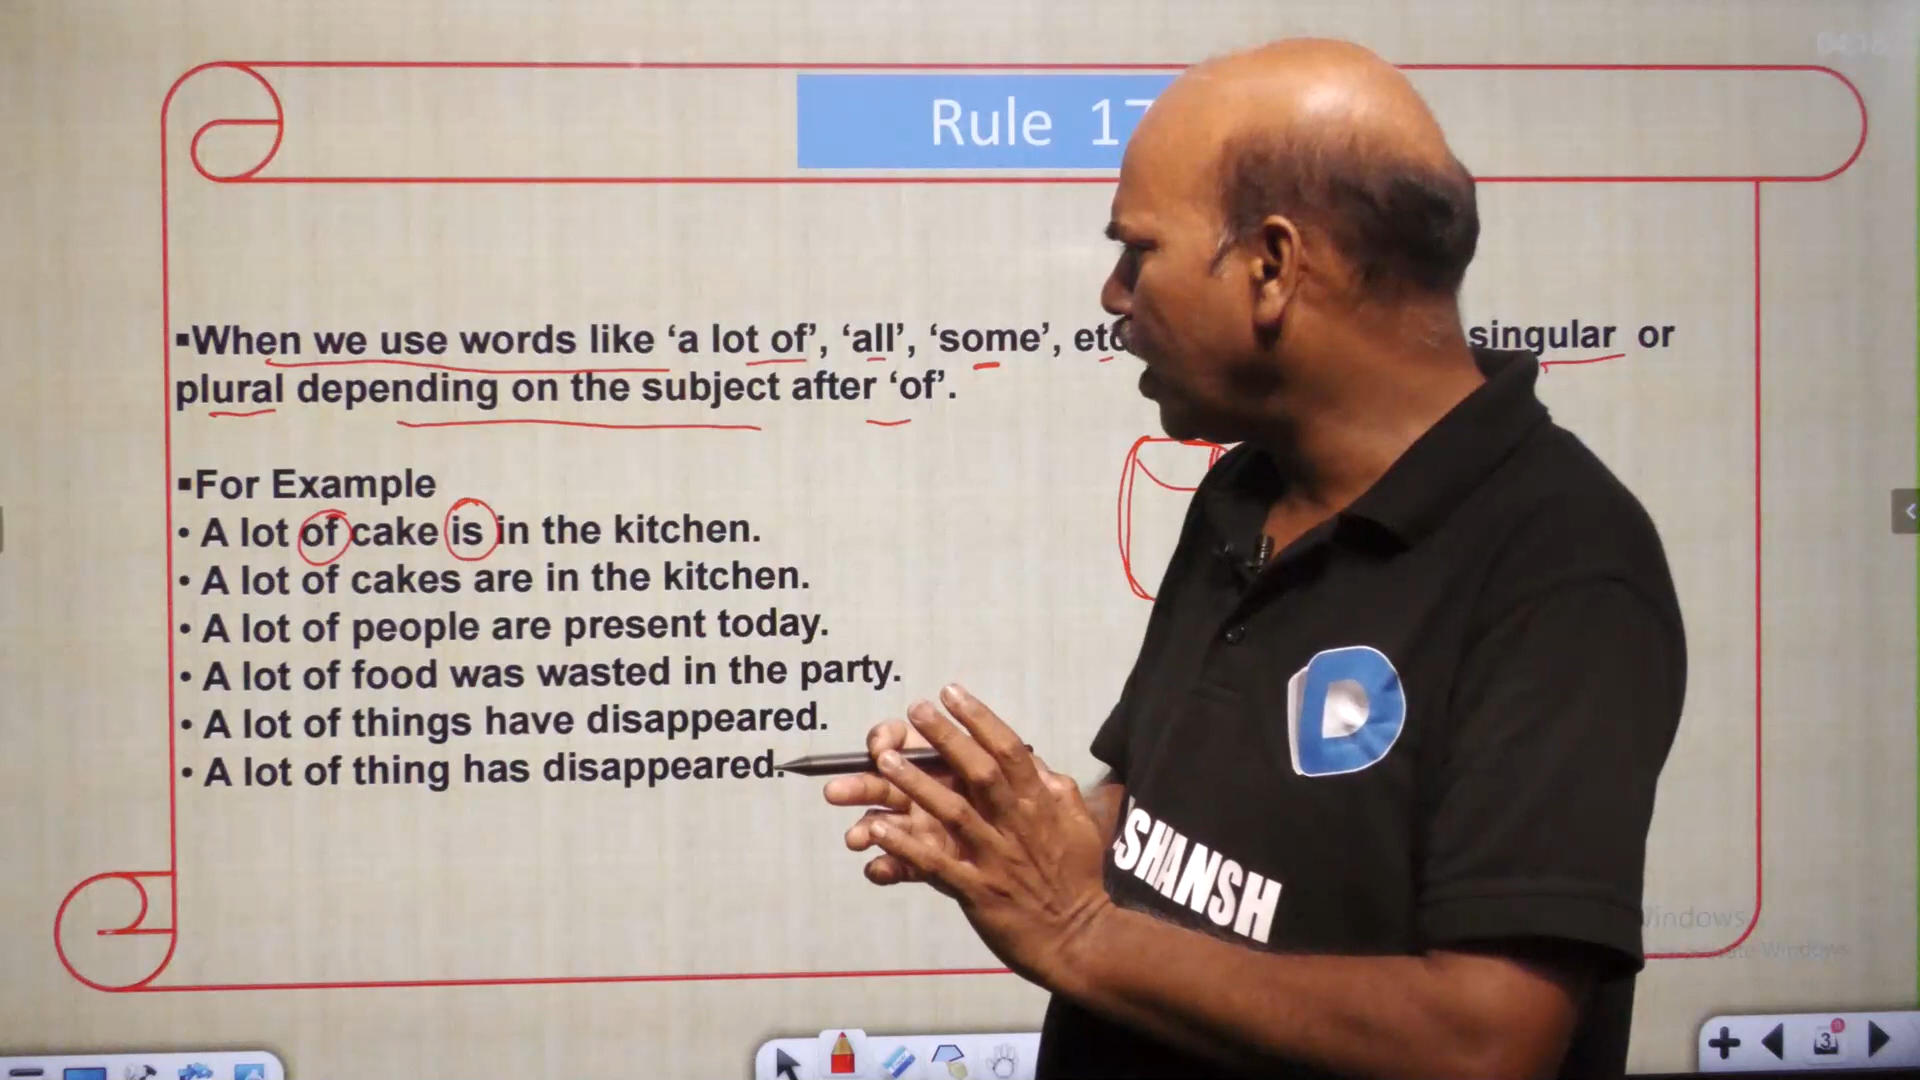 Rule 17
▪When we use words like ‘a lot of’, ‘all’, ‘some’, etc singular or
plural depending on the subject after ‘of’.
▪For Example
• A lot of cake is in the kitchen.
• A lot of cakes are in the kitchen.
• A lot of people are present today.
• A lot of food was wasted in the party.
• A lot of things have disappeared.
• A lot of thing has disappeared.
D
SHANSH
Windows
Windows
3